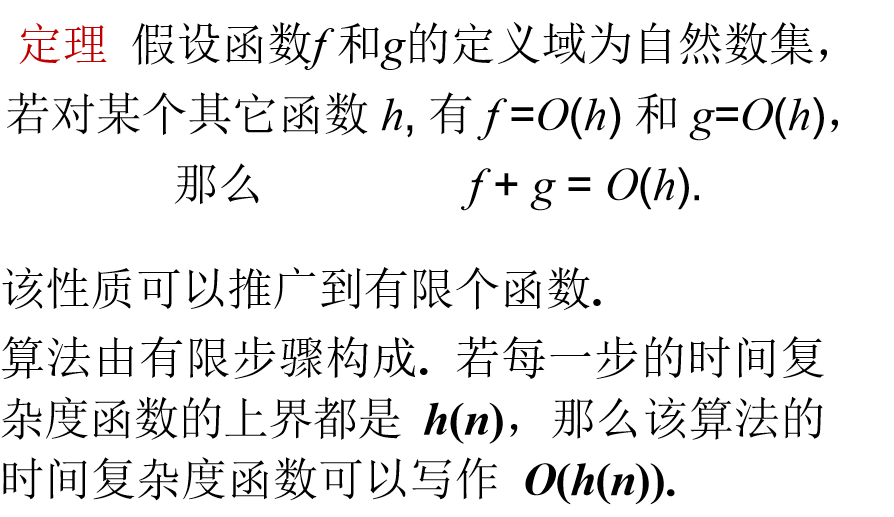 定理 假设函数f 和g的定义域为自然数集，
若对某个其它函数 h, 有 f =O(h) 和 g=O(h)，
那么 f + g = O(h).
该性质可以推广到有限个函数.
算法由有限步骤构成. 若每一步的时间复
杂度函数的上界都是 h(n)，那么该算法的
时间复杂度函数可以写作 O(h(n)).